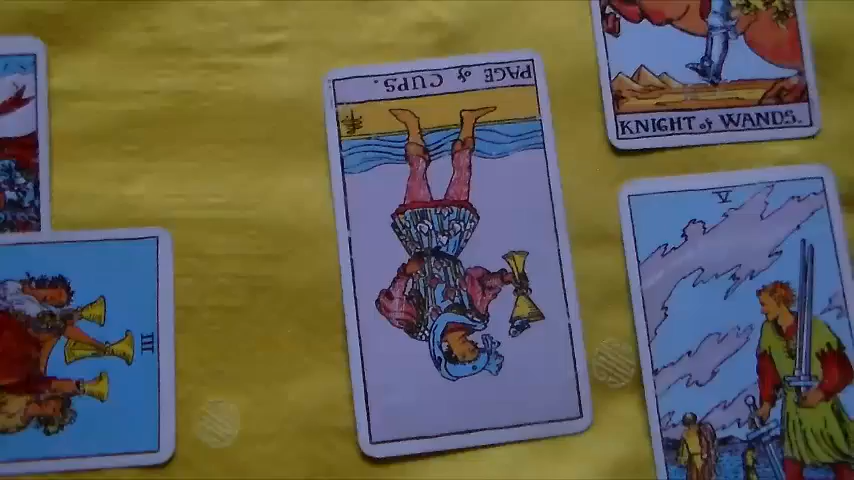 PAGE of CUPS.
KNIGHT of WANDS.
V
III